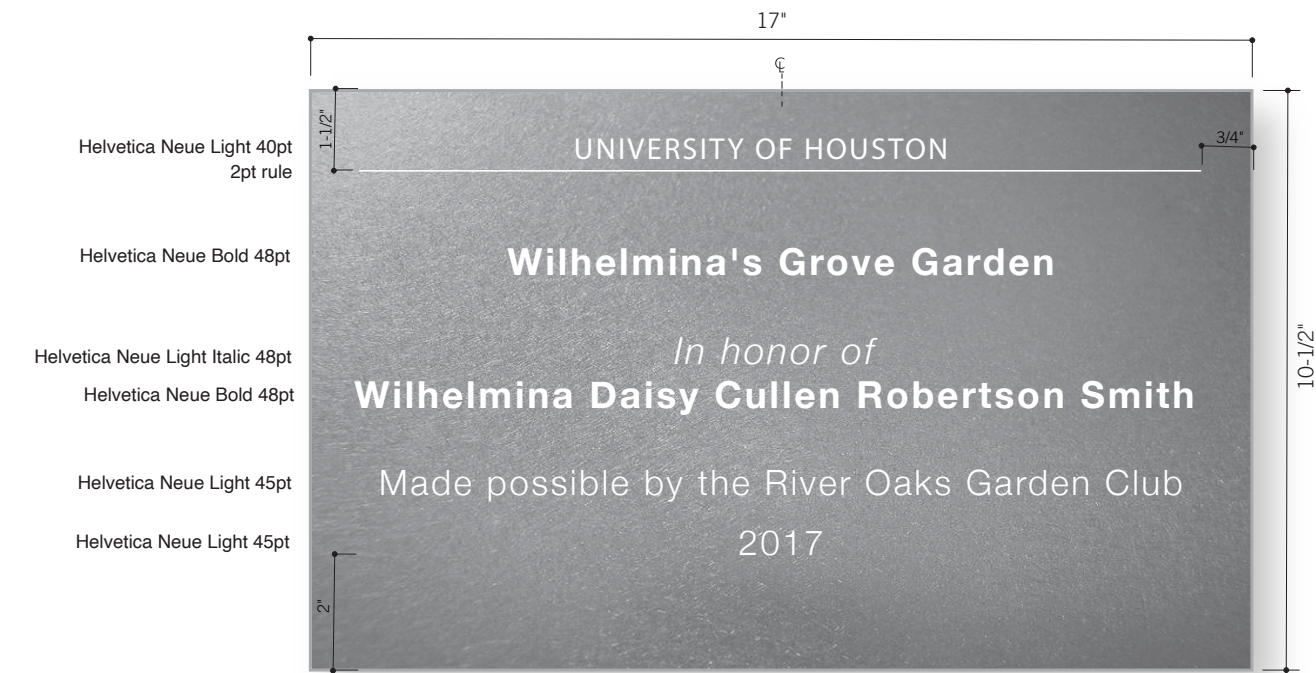 17"
℄
1-1/2"
3/4"
Helvetica Neue Light 40pt
UNIVERSITY OF HOUSTON
2pt rule
Helvetica Neue Bold 48pt
Wilhelmina's Grove Garden
Helvetica Neue Light Italic 48pt
In honor of
10-1/2"
Helvetica Neue Bold 48pt
Wilhelmina Daisy Cullen Robertson Smith
Helvetica Neue Light 45pt
Made possible by the River Oaks Garden Club
Helvetica Neue Light 45pt
2017
2"